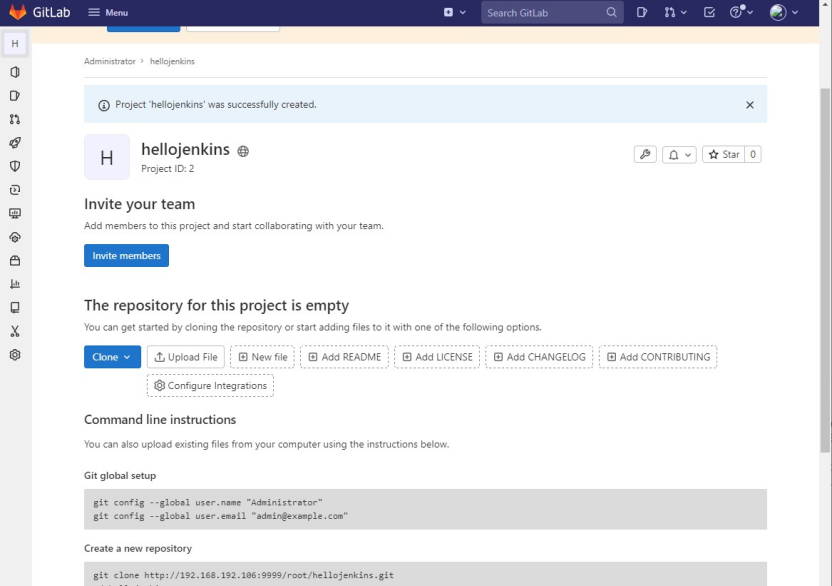 GitLab Menu Search GitLab
H
Administrator > hellojenkins
Project 'hellojenkins' was successfully created.
H
hellojenkins
Project ID: 2
Star 0
Invite your team
Add members to this project and start collaborating with your team.
Invite members
The repository for this project is empty
You can get started by cloning the repository or start adding files to it with one of the following options.
Clone Upload File New file Add README Add LICENSE Add CHANGELOG Add CONTRIBUTING
Configure Integrations
Command line instructions
You can also upload existing files from your computer using the instructions below.
Git global setup
git config --global user.name "Administrator"
git config --global user.email "admin@example.com"
Create a new repository
git clone http://192.168.192.106:9999/root/hellojenkins.git